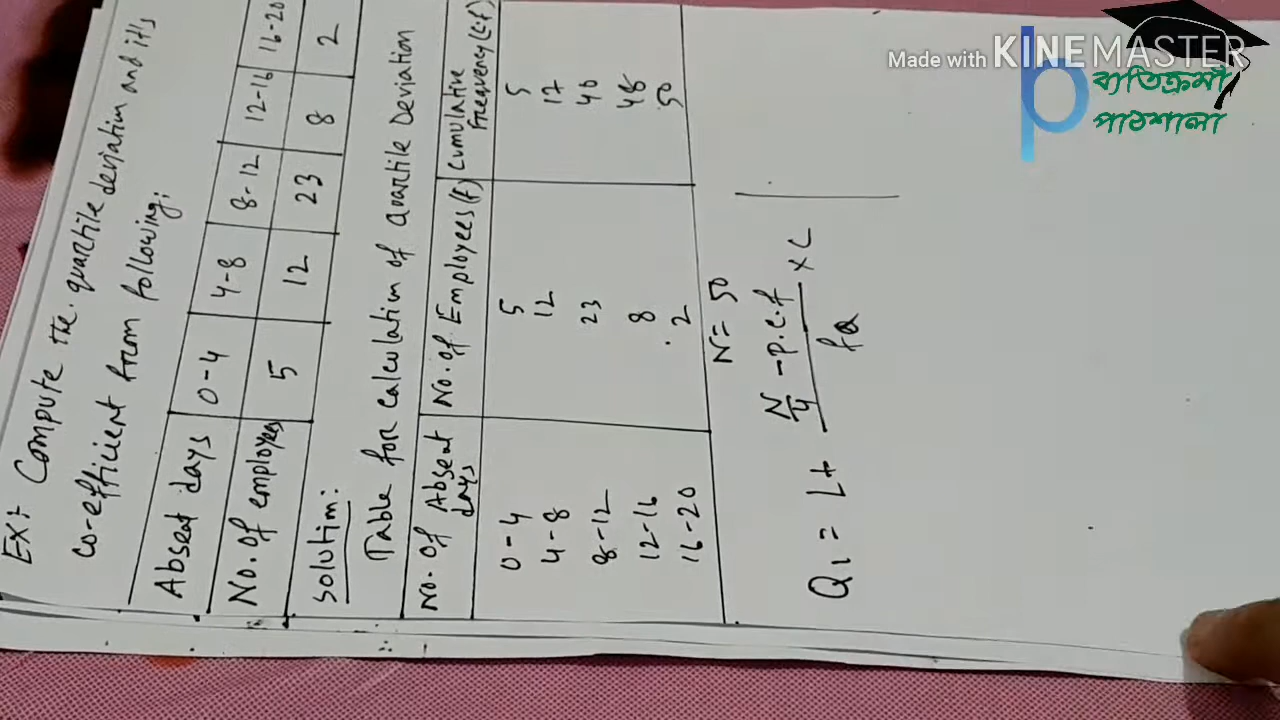 Ex:- Compute the quartile deviation and it's
co-efficient from following:
Absent days 0-4 4-8 8-12 12-16 16-20
No. of employees 5 12 23 8 2
solution:
Table for calculation of Quartile Deviation
No. of Absent days No. of Employees (f) Cumulative Frequency (c.f)
0-4 5 5
4-8 12 17
8-12 23 40
12-16 8 48
16-20 2 50
N = 50
Q1 = L + N/4 - p.c.f / fQ × C
Made with KINEMASTER
ব্যতিক্রমী
পাঠশালা